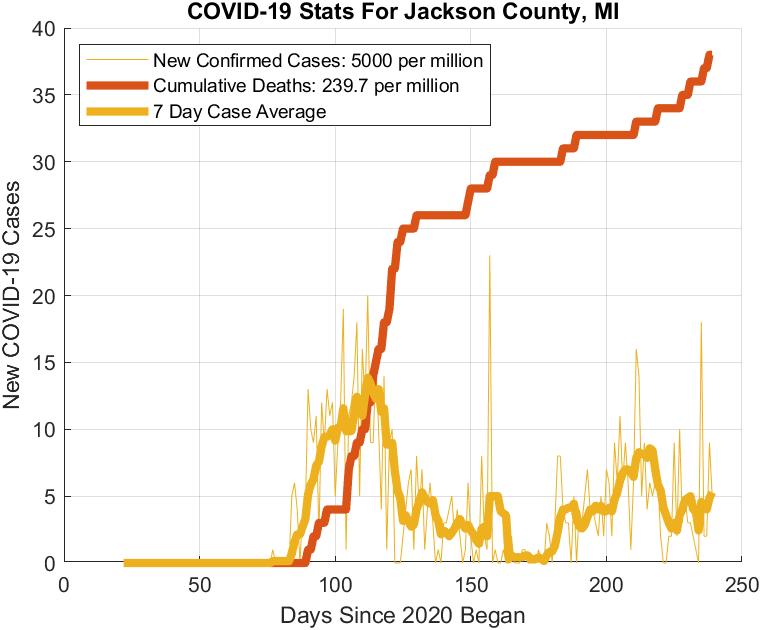 COVID-19 Stats For Jackson County, MI
40
35
30
25
20
15
10
5
0
New COVID-19 Cases
New Confirmed Cases: 5000 per million
Cumulative Deaths: 239.7 per million
7 Day Case Average
0 50 100 150 200 250
Days Since 2020 Began